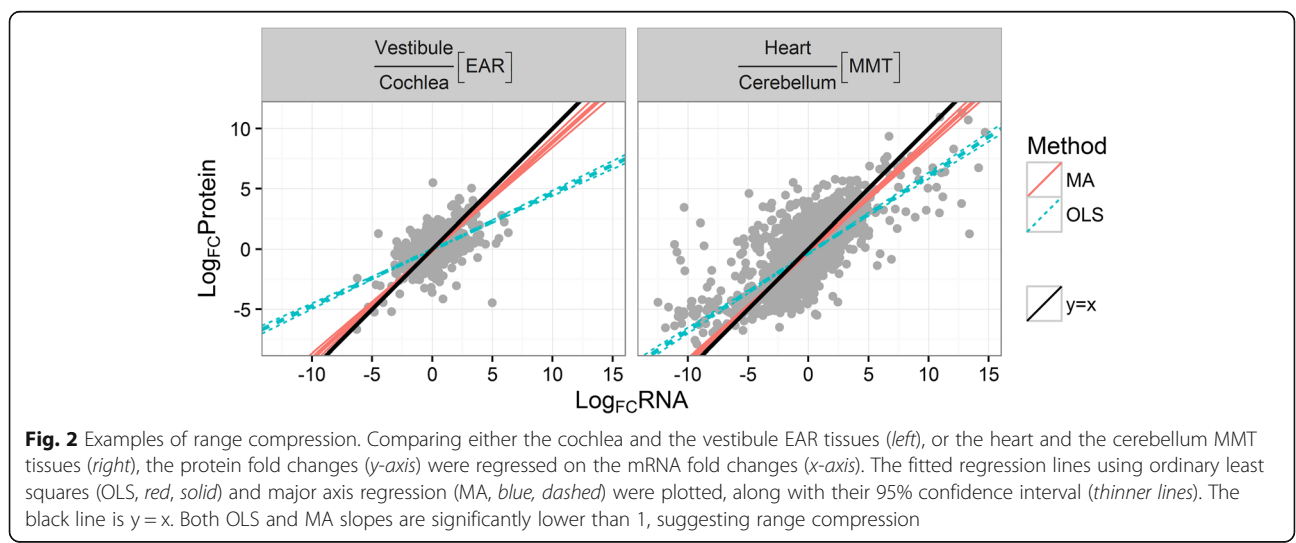 Vestibule
Cochlea [EAR]
Heart
Cerebellum [MMT]
Log_FC Protein
10
5
0
-5
-10 -5 0 5 10 15
-10 -5 0 5 10 15
Log_FC RNA
Method
MA
OLS
y=x
Fig. 2 Examples of range compression. Comparing either the cochlea and the vestibule EAR tissues (left), or the heart and the cerebellum MMT
tissues (right), the protein fold changes (y-axis) were regressed on the mRNA fold changes (x-axis). The fitted regression lines using ordinary least
squares (OLS, red, solid) and major axis regression (MA, blue, dashed) were plotted, along with their 95% confidence interval (thinner lines). The
black line is y = x. Both OLS and MA slopes are significantly lower than 1, suggesting range compression